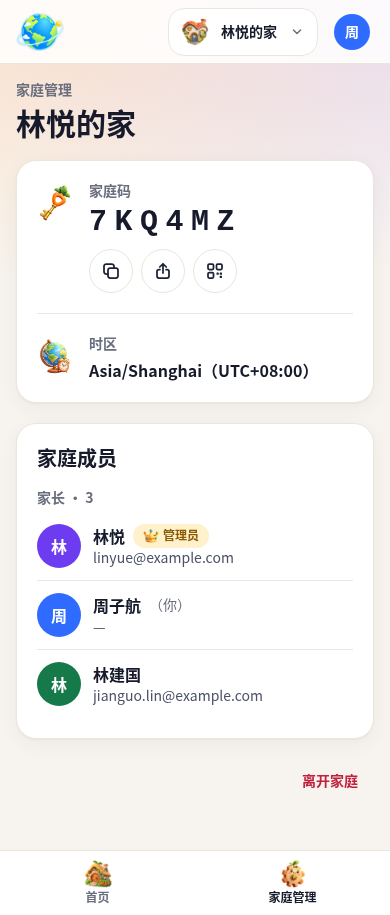 林悦的家
周
家庭管理
林悦的家
家庭码
7KQ4MZ
时区
Asia/Shanghai（UTC+08:00）
家庭成员
家长 • 3
林
林悦
管理员
linyue@example.com
周
周子航 （你）
—
林
林建国
jianguo.lin@example.com
离开家庭
首页
家庭管理